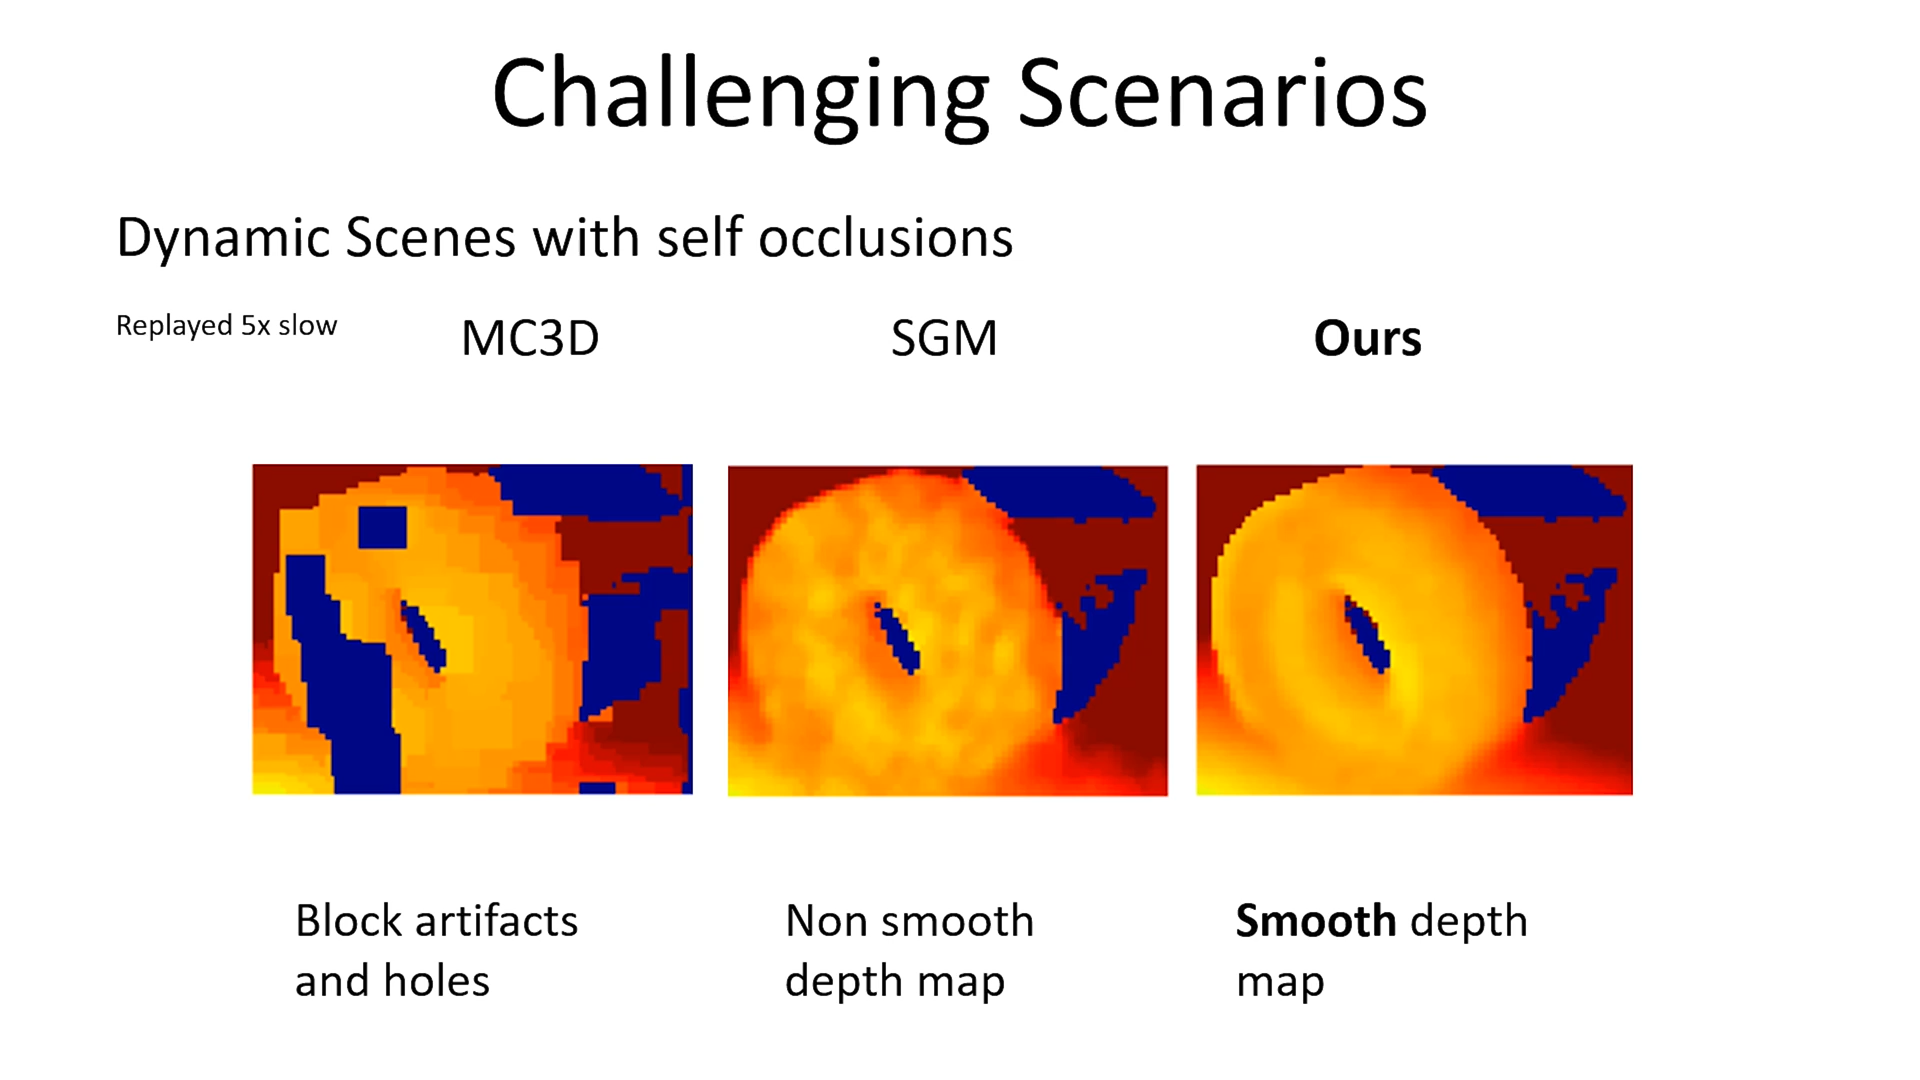 Challenging Scenarios
Dynamic Scenes with self occlusions
Replayed 5x slow
MC3D
SGM
Ours
Block artifacts
and holes
Non smooth
depth map
Smooth depth
map